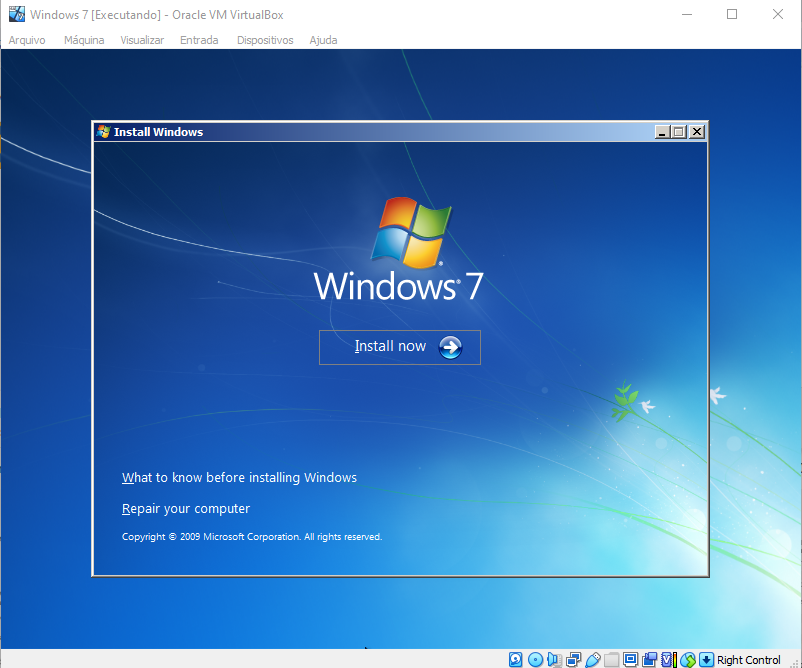 Windows 7 [Executando] - Oracle VM VirtualBox
Arquivo Máquina Visualizar Entrada Dispositivos Ajuda
Install Windows
Windows® 7
Install now
What to know before installing Windows
Repair your computer
Copyright © 2009 Microsoft Corporation. All rights reserved.
Right Control